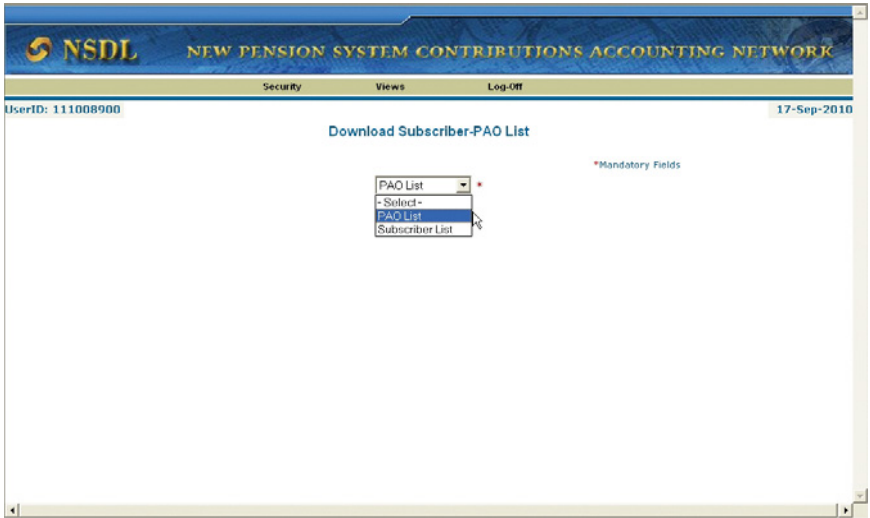 NSDL NEW PENSION SYSTEM CONTRIBUTIONS ACCOUNTING NETWORK
Security Views Log-Off
UserID: 111008900 17-Sep-2010
Download Subscriber-PAO List
*Mandatory Fields
PAO List *
- Select -
PAO List
Subscriber List